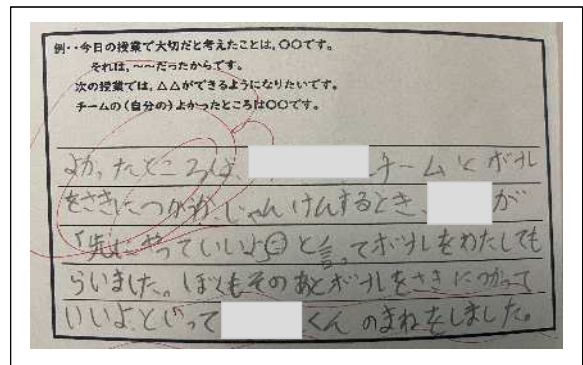 例・・今日の授業で大切だと考えたことは、〇〇です。
それは、~~だったからです。
次の授業では、△△ができるようになりたいです。
チームの(自分の)よかったところは〇〇です。
よかったところは、 チームとボール
をさきにつかうか、じゃんけんするとき、 が
「先にやっていいよ」と言ってボールをわたしても
らいました。ぼくもそのあとボールをさきにつかって
いいよ、といって くんのまねをしました。